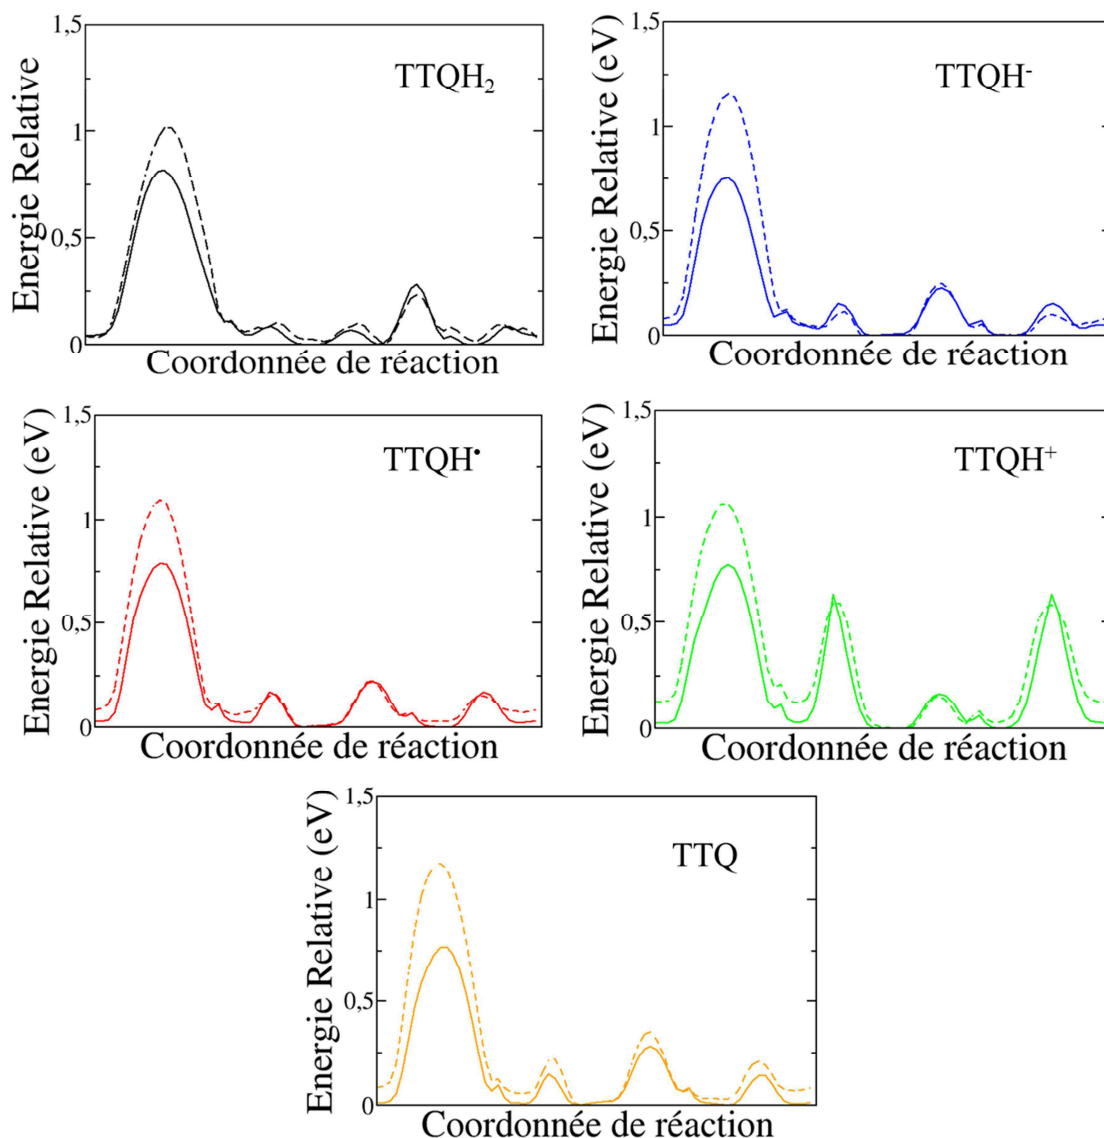 1,5
1
0,5
0
Energie Relative
TTQH₂
Coordonnée de réaction
1,5
1
0,5
0
Energie Relative (eV)
TTQH⁻
Coordonnée de réaction
1,5
1
0,5
0
Energie Relative (eV)
TTQH•
Coordonnée de réaction
1,5
1
0,5
0
Energie Relative (eV)
TTQH⁺
Coordonnée de réaction
1,5
1
0,5
0
Energie Relative (eV)
TTQ
Coordonnée de réaction